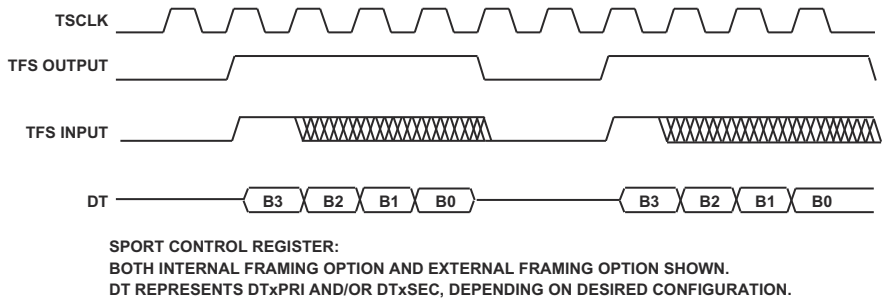 TSCLK
TFS OUTPUT
TFS INPUT
DT B3 B2 B1 B0 B3 B2 B1 B0
SPORT CONTROL REGISTER:
BOTH INTERNAL FRAMING OPTION AND EXTERNAL FRAMING OPTION SHOWN.
DT REPRESENTS DTxPRI AND/OR DTxSEC, DEPENDING ON DESIRED CONFIGURATION.